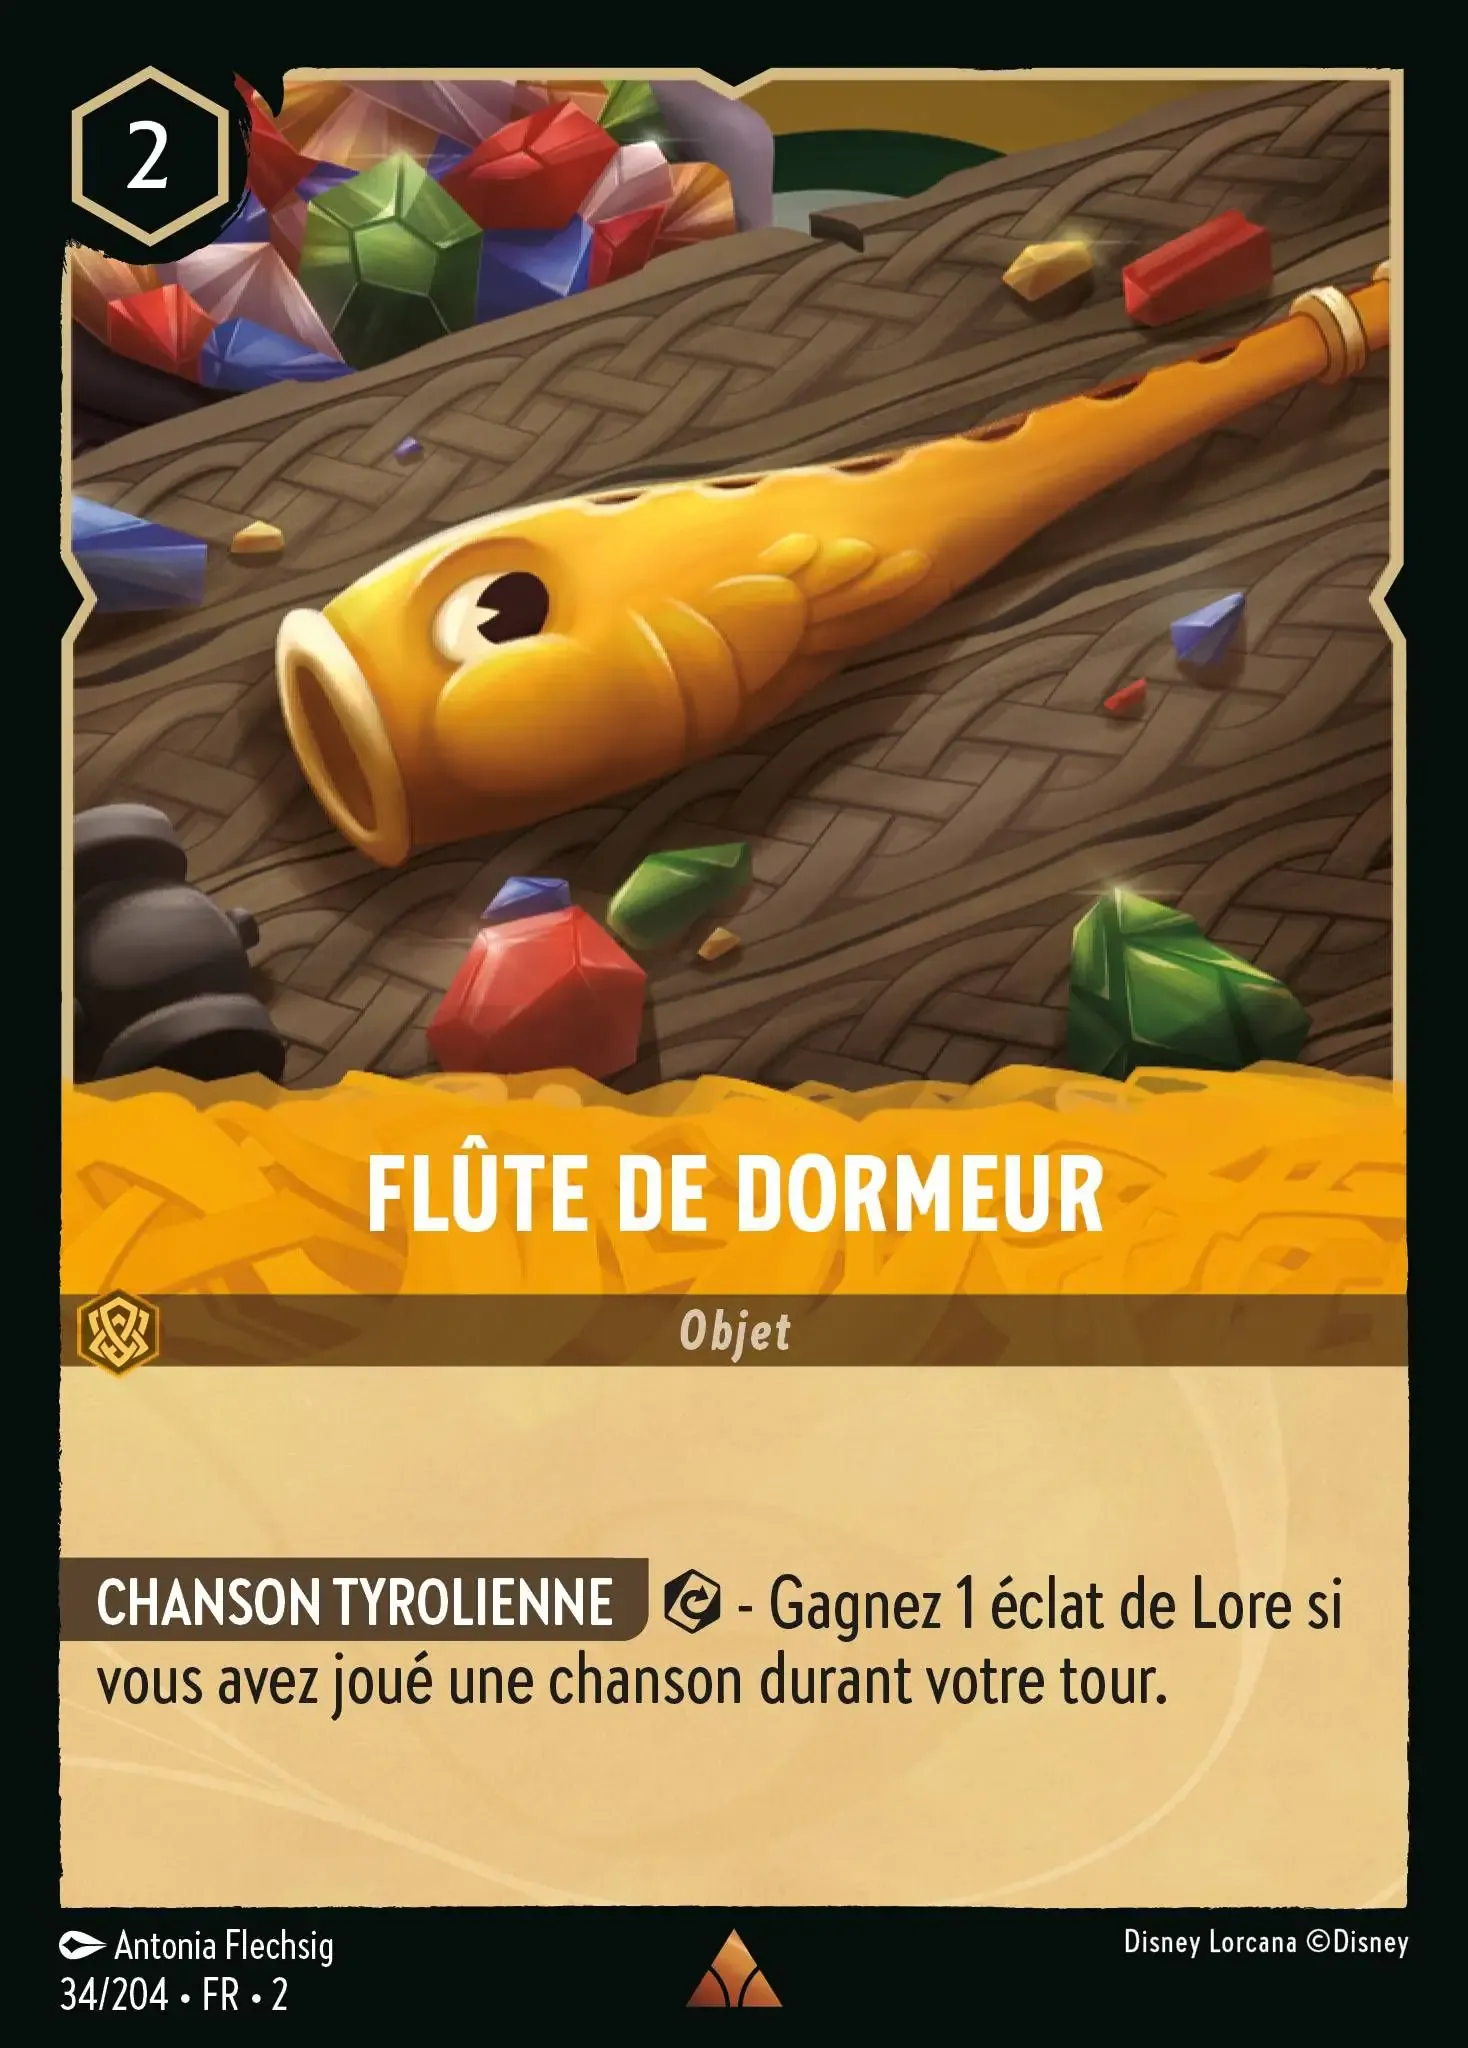 2
FLÛTE DE DORMEUR
Objet
CHANSON TYROLIENNE - Gagnez 1 éclat de Lore si
vous avez joué une chanson durant votre tour.
Antonia Flechsig
34/204 • FR • 2
Disney Lorcana ©Disney